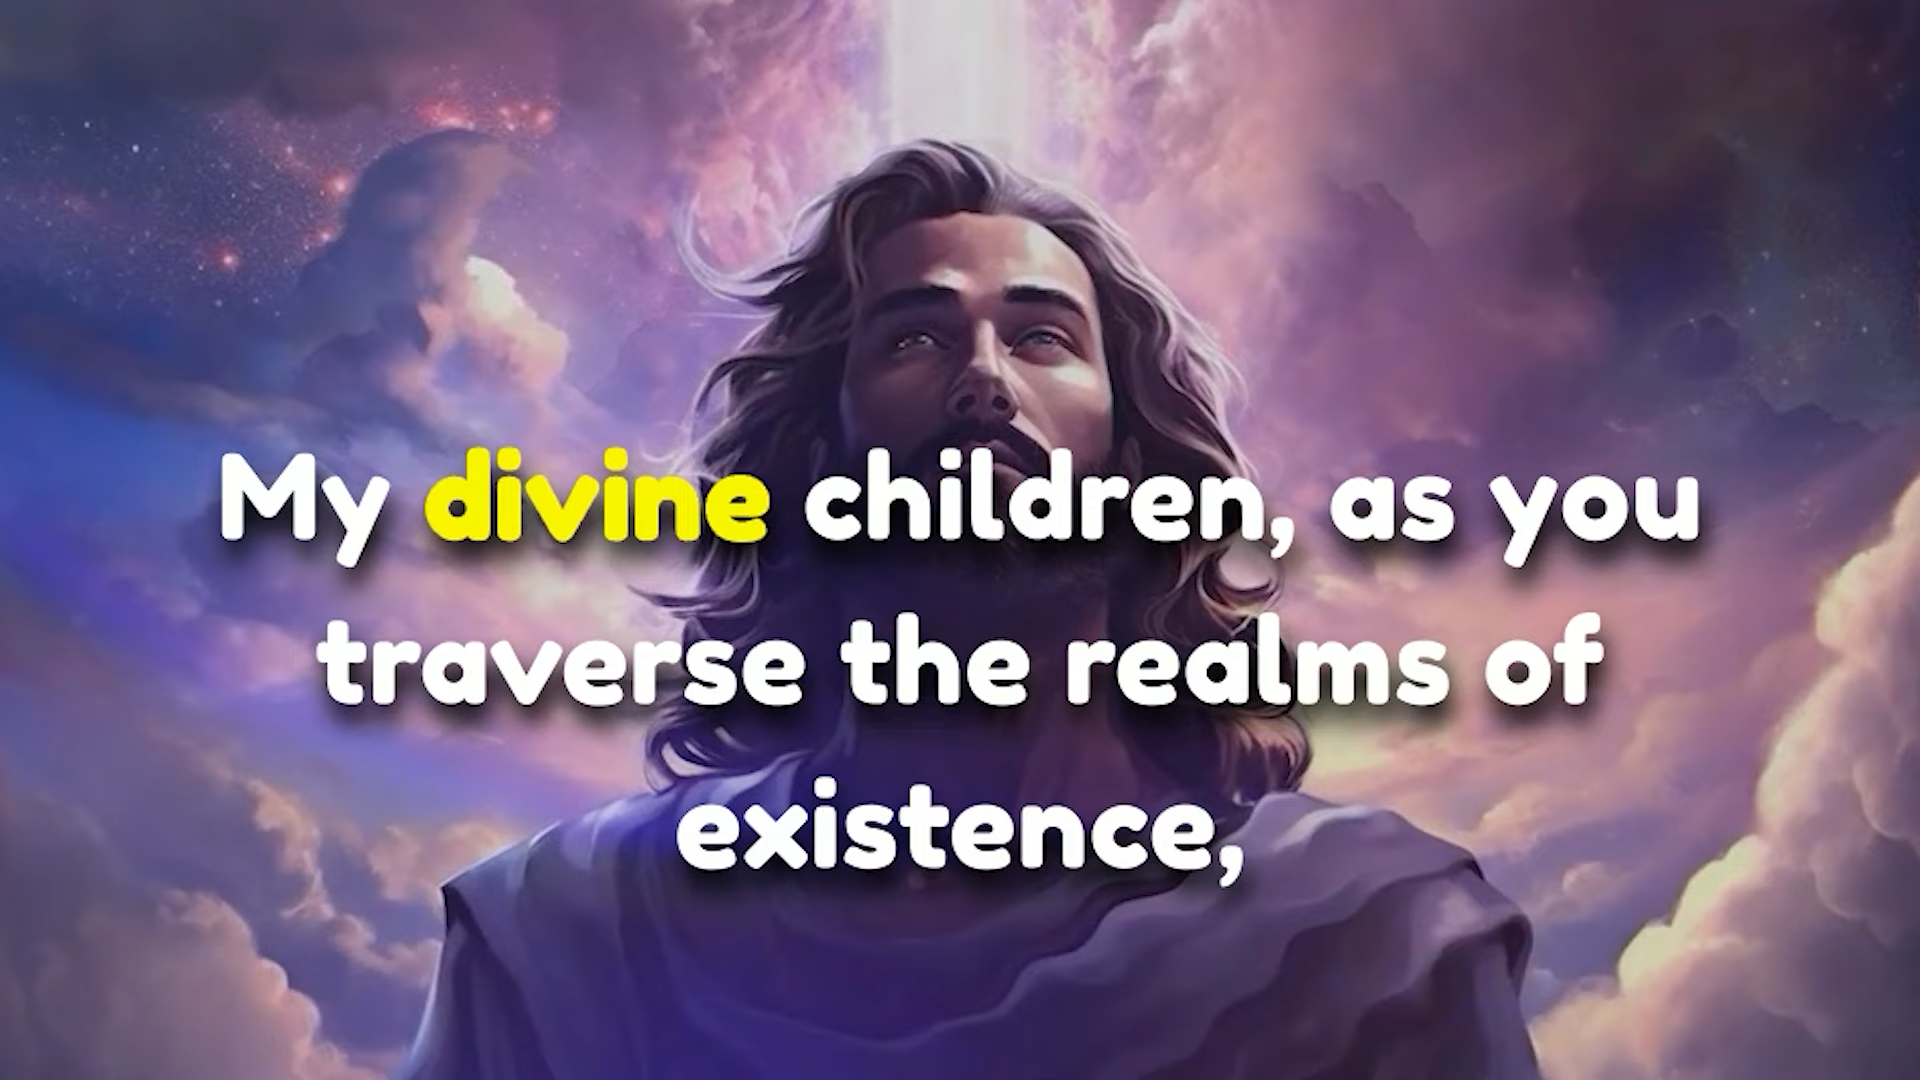 My divine children, as you
traverse the realms of
existence,